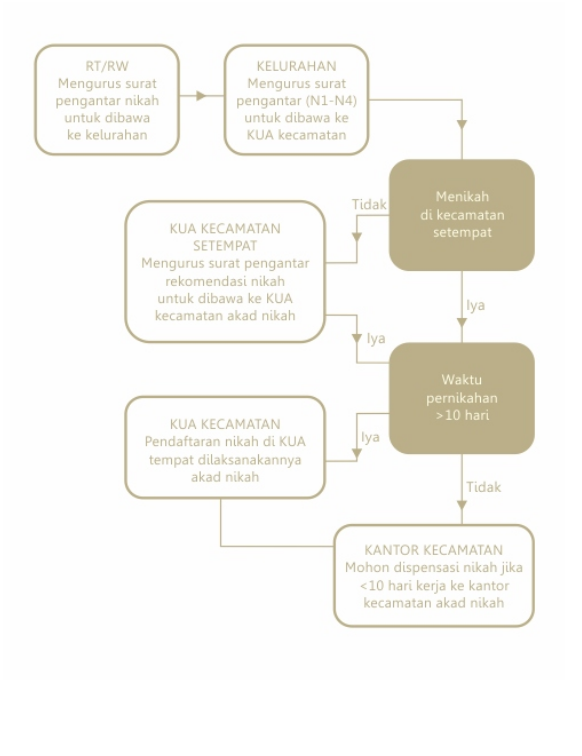 RT/RW
Mengurus surat
pengantar nikah
untuk dibawa
ke kelurahan
KELURAHAN
Mengurus surat
pengantar (N1-N4)
untuk dibawa ke
KUA kecamatan
Menikah
di kecamatan
setempat
Tidak
KUA KECAMATAN
SETEMPAT
Mengurus surat pengantar
rekomendasi nikah
untuk dibawa ke KUA
kecamatan akad nikah
Iya
Iya
Waktu
pernikahan
>10 hari
KUA KECAMATAN
Pendaftaran nikah di KUA
tempat dilaksanakannya
akad nikah
Iya
Tidak
KANTOR KECAMATAN
Mohon dispensasi nikah jika
<10 hari kerja ke kantor
kecamatan akad nikah